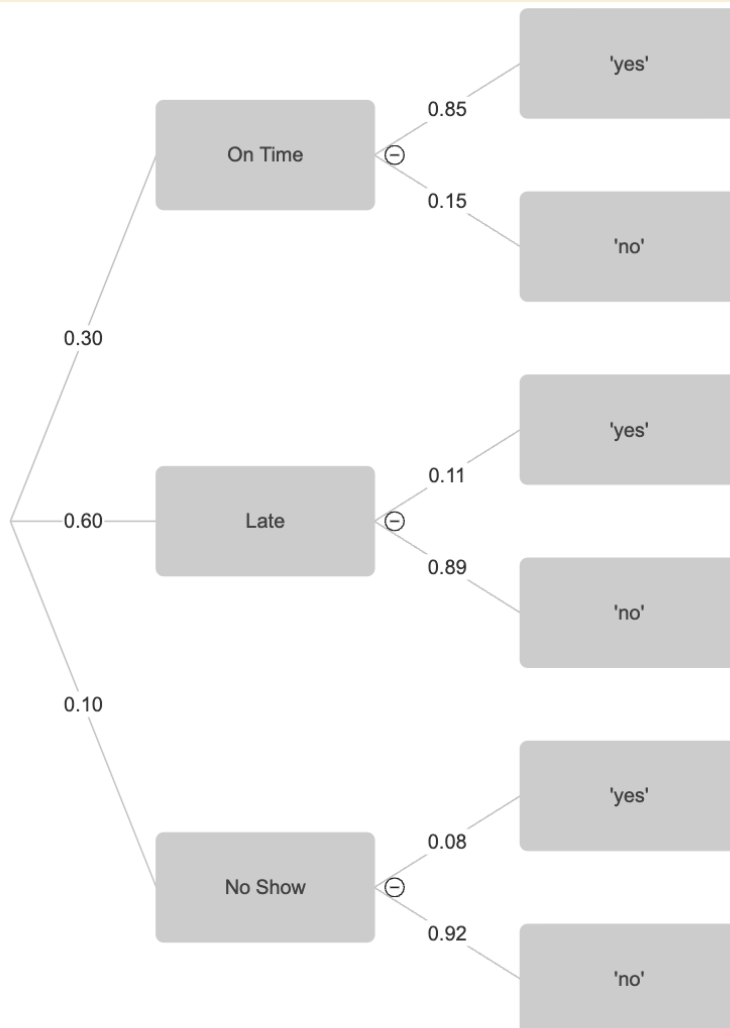 'yes'
0.85
On Time
0.15
'no'
0.30
'yes'
0.11
0.60
Late
0.89
'no'
0.10
'yes'
0.08
No Show
0.92
'no'